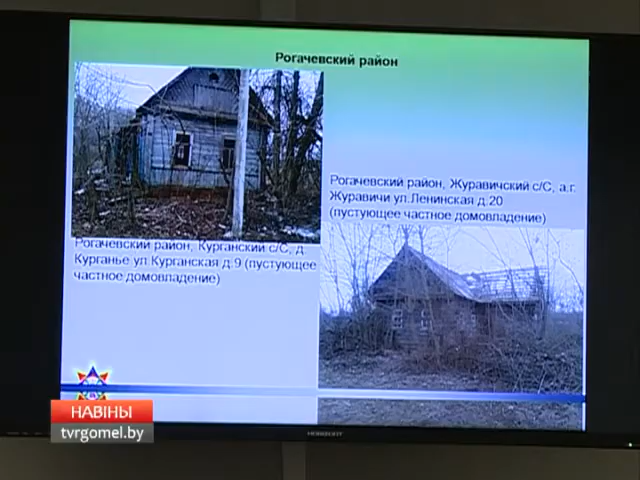 Рогачевский район
Рогачевский район, Журавичский с/С, а.г.
Журавичи ул.Ленинская д.20
(пустующее частное домовладение)
Рогачевский район, Курганский с/С, д
Курганье ул Курганская д.9 (пустующее
частное домовладение)
НАВІНЫ
tvrgomel.by
HORIZONT